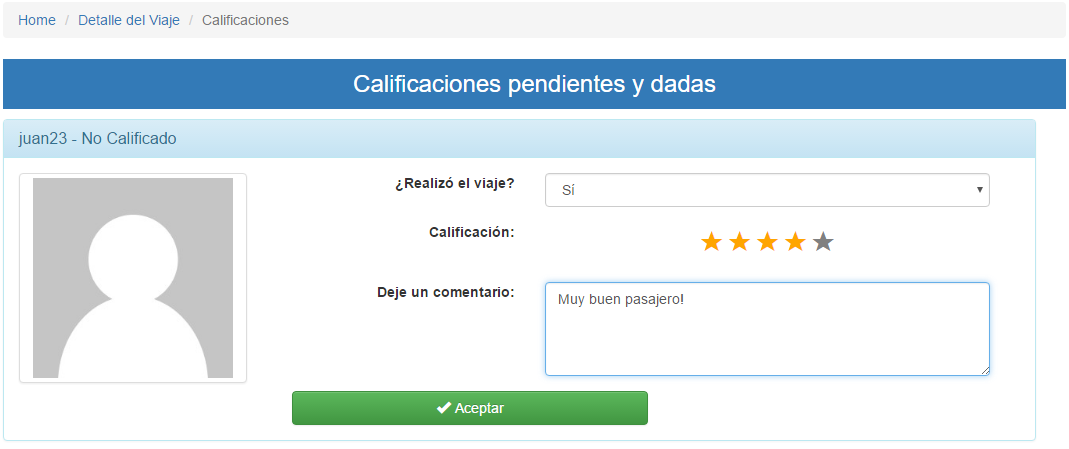 Home / Detalle del Viaje / Calificaciones
Calificaciones pendientes y dadas
juan23 - No Calificado
¿Realizó el viaje? Sí
Calificación:
Deje un comentario: Muy buen pasajero!
Aceptar